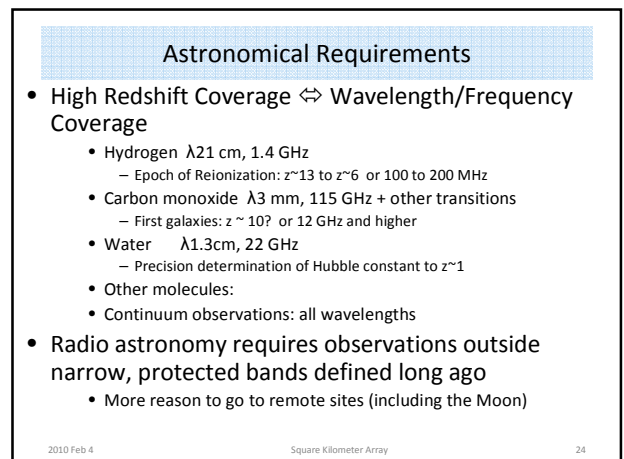 Astronomical Requirements
• High Redshift Coverage ⇔ Wavelength/Frequency
Coverage
• Hydrogen λ21 cm, 1.4 GHz
– Epoch of Reionization: z~13 to z~6 or 100 to 200 MHz
• Carbon monoxide λ3 mm, 115 GHz + other transitions
– First galaxies: z ~ 10? or 12 GHz and higher
• Water λ1.3cm, 22 GHz
– Precision determination of Hubble constant to z~1
• Other molecules:
• Continuum observations: all wavelengths
• Radio astronomy requires observations outside
narrow, protected bands defined long ago
• More reason to go to remote sites (including the Moon)
2010 Feb 4 Square Kilometer Array 24